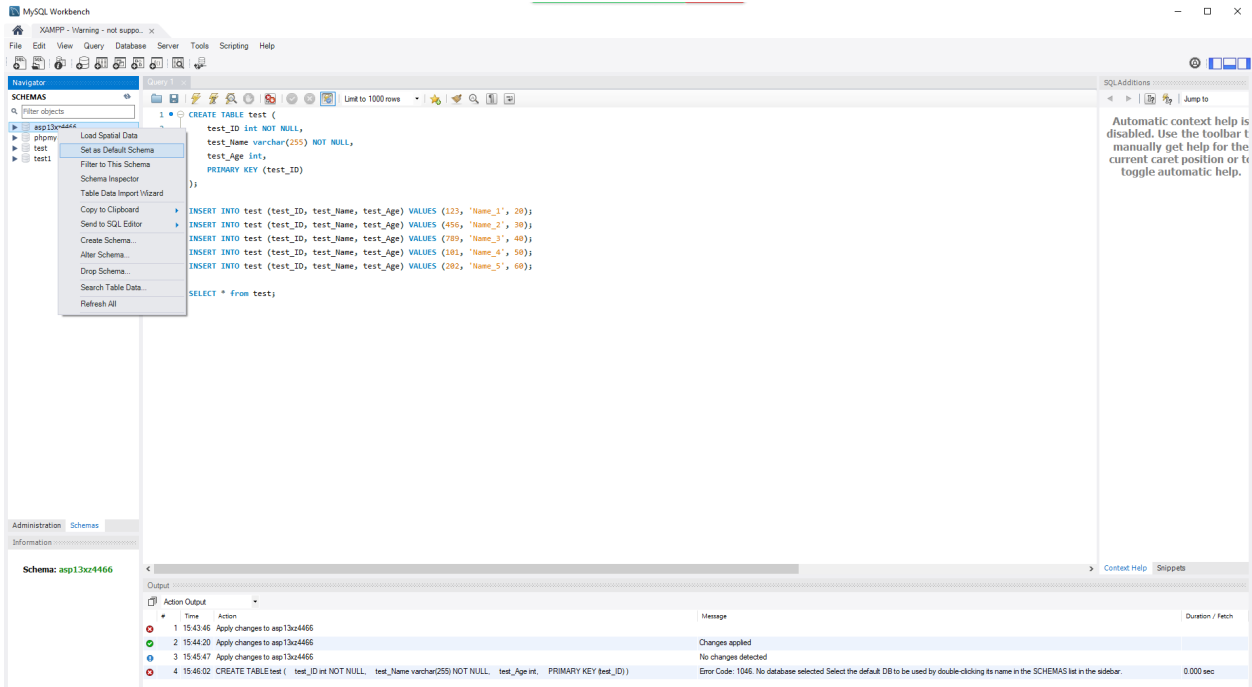 MySQL Workbench
XAMPP - Warning - not suppo..
File Edit View Query Database Server Tools Scripting Help
Navigator
SCHEMAS
Filter objects
asp13xz4466
phpmy
test
test1
Load Spatial Data
Set as Default Schema
Filter to This Schema
Schema Inspector
Table Data Import Wizard
Copy to Clipboard
Send to SQL Editor
Create Schema...
Alter Schema...
Drop Schema...
Search Table Data...
Refresh All
Administration Schemas
Information
Schema: asp13xz4466
Query 1
Limit to 1000 rows
1 CREATE TABLE test (
test_ID int NOT NULL,
test_Name varchar(255) NOT NULL,
test_Age int,
PRIMARY KEY (test_ID)
);
INSERT INTO test (test_ID, test_Name, test_Age) VALUES (123, 'Name_1', 20);
INSERT INTO test (test_ID, test_Name, test_Age) VALUES (456, 'Name_2', 30);
INSERT INTO test (test_ID, test_Name, test_Age) VALUES (789, 'Name_3', 40);
INSERT INTO test (test_ID, test_Name, test_Age) VALUES (101, 'Name_4', 50);
INSERT INTO test (test_ID, test_Name, test_Age) VALUES (202, 'Name_5', 60);
SELECT * from test;
SQLAdditions
Jump to
Automatic context help is
disabled. Use the toolbar t
manually get help for the
current caret position or to
toggle automatic help.
Context Help Snippets
Output
Action Output
# Time Action Message Duration / Fetch
1 15:43:46 Apply changes to asp13xz4466
2 15:44:20 Apply changes to asp13xz4466 Changes applied
3 15:45:47 Apply changes to asp13xz4466 No changes detected
4 15:46:02 CREATE TABLE test ( test_ID int NOT NULL, test_Name varchar(255) NOT NULL, test_Age int, PRIMARY KEY (test_ID) ) Error Code: 1046. No database selected Select the default DB to be used by double-clicking its name in the SCHEMAS list in the sidebar. 0.000 sec